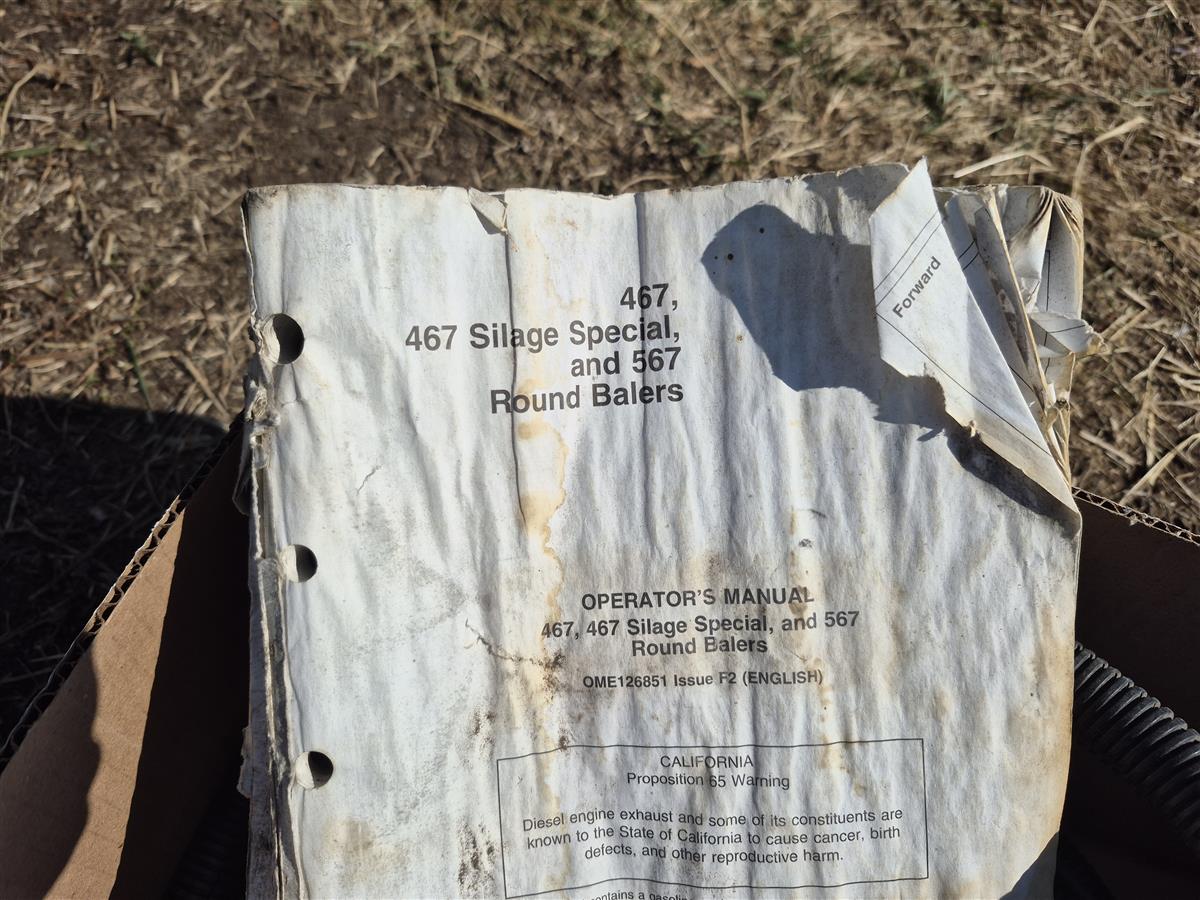 467,
467 Silage Special,
and 567
Round Balers
Forward
OPERATOR'S MANUAL
467, 467 Silage Special, and 567
Round Balers
OME126851 Issue F2 (ENGLISH)
CALIFORNIA
Proposition 65 Warning
Diesel engine exhaust and some of its constituents are
known to the State of California to cause cancer, birth
defects, and other reproductive harm.
contains a